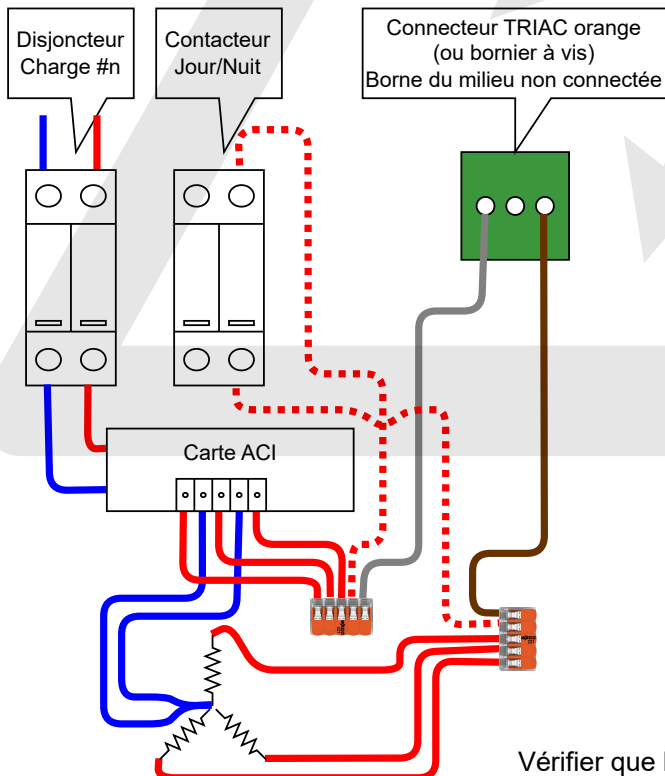 Disjoncteur
Charge #n
Contacteur
Jour/Nuit
Connecteur TRIAC orange
(ou bornier à vis)
Borne du milieu non connectée
Carte ACI
Vérifier que